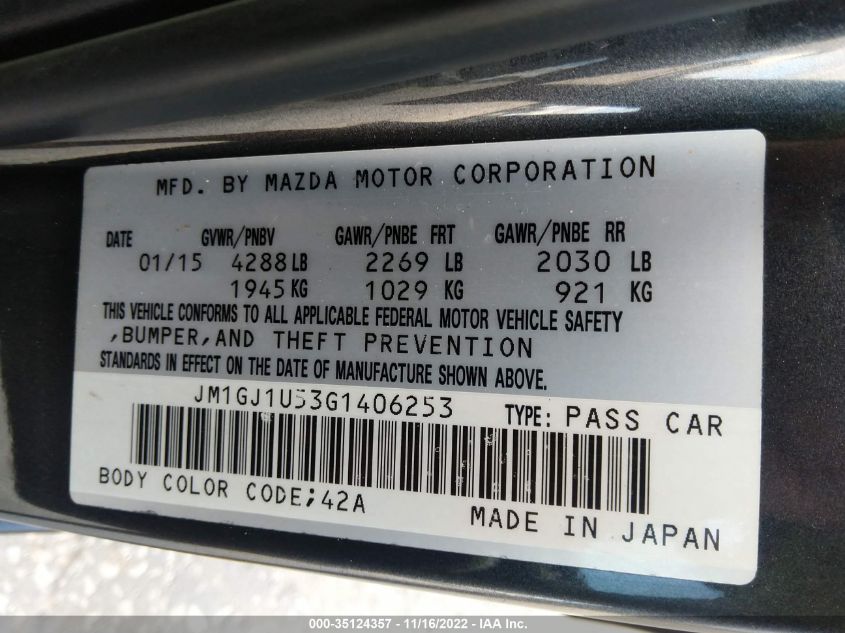 MFD. BY MAZDA MOTOR CORPORATION
DATE GVWR/PNBV GAWR/PNBE FRT GAWR/PNBE RR
01/15 4288 LB 2269 LB 2030 LB
1945 KG 1029 KG 921 KG
THIS VEHICLE CONFORMS TO ALL APPLICABLE FEDERAL MOTOR VEHICLE SAFETY
,BUMPER,AND THEFT PREVENTION
STANDARDS IN EFFECT ON THE DATE OF MANUFACTURE SHOWN ABOVE.
JM1GJ1U53G1406253 TYPE: PASS CAR
BODY COLOR CODE;42A
MADE IN JAPAN
000-35124357 - 11/16/2022 - IAA Inc.